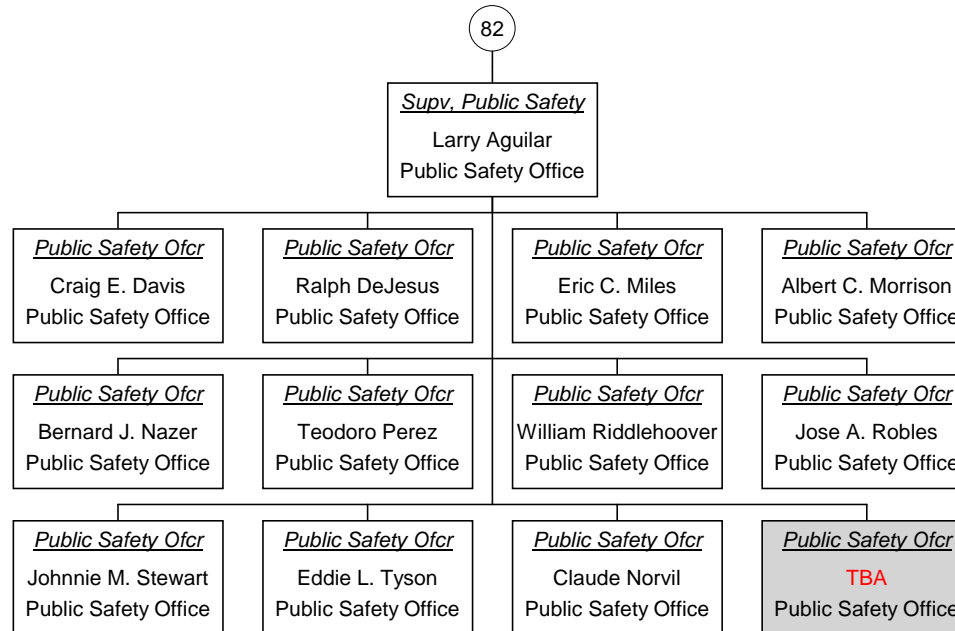 82
Supv, Public Safety
Larry Aguilar
Public Safety Office
Public Safety Ofcr
Craig E. Davis
Public Safety Office
Public Safety Ofcr
Ralph DeJesus
Public Safety Office
Public Safety Ofcr
Eric C. Miles
Public Safety Office
Public Safety Ofcr
Albert C. Morrison
Public Safety Office
Public Safety Ofcr
Bernard J. Nazer
Public Safety Office
Public Safety Ofcr
Teodoro Perez
Public Safety Office
Public Safety Ofcr
William Riddlehoover
Public Safety Office
Public Safety Ofcr
Jose A. Robles
Public Safety Office
Public Safety Ofcr
Johnnie M. Stewart
Public Safety Office
Public Safety Ofcr
Eddie L. Tyson
Public Safety Office
Public Safety Ofcr
Claude Norvil
Public Safety Office
Public Safety Ofcr
TBA
Public Safety Office